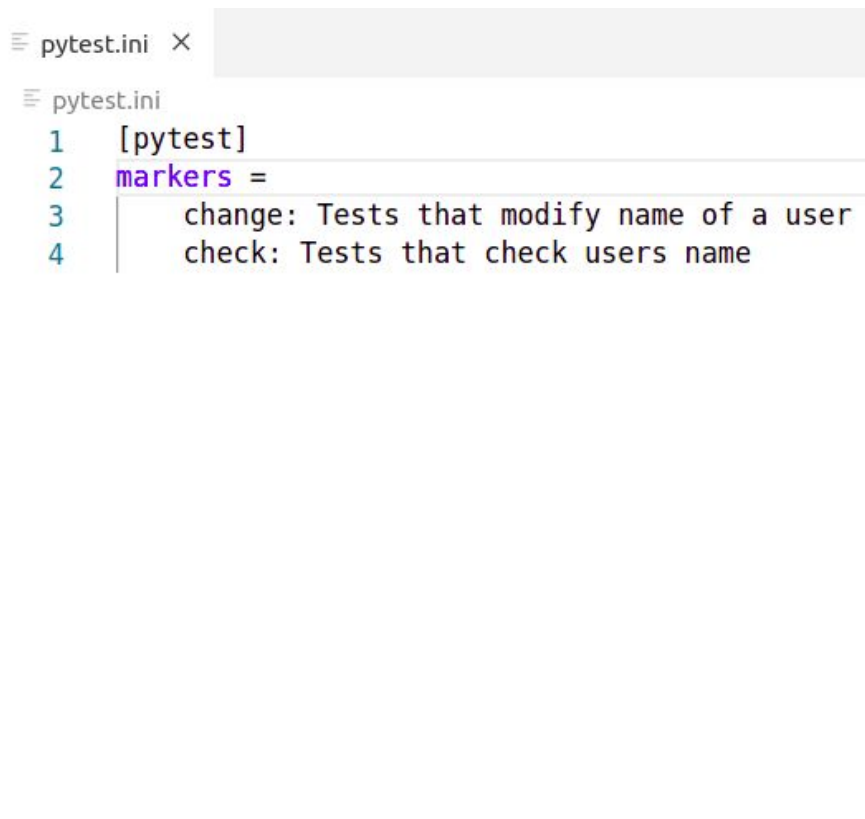 pytest.ini ×
pytest.ini
1 [pytest]
2 markers =
3 change: Tests that modify name of a user
4 check: Tests that check users name